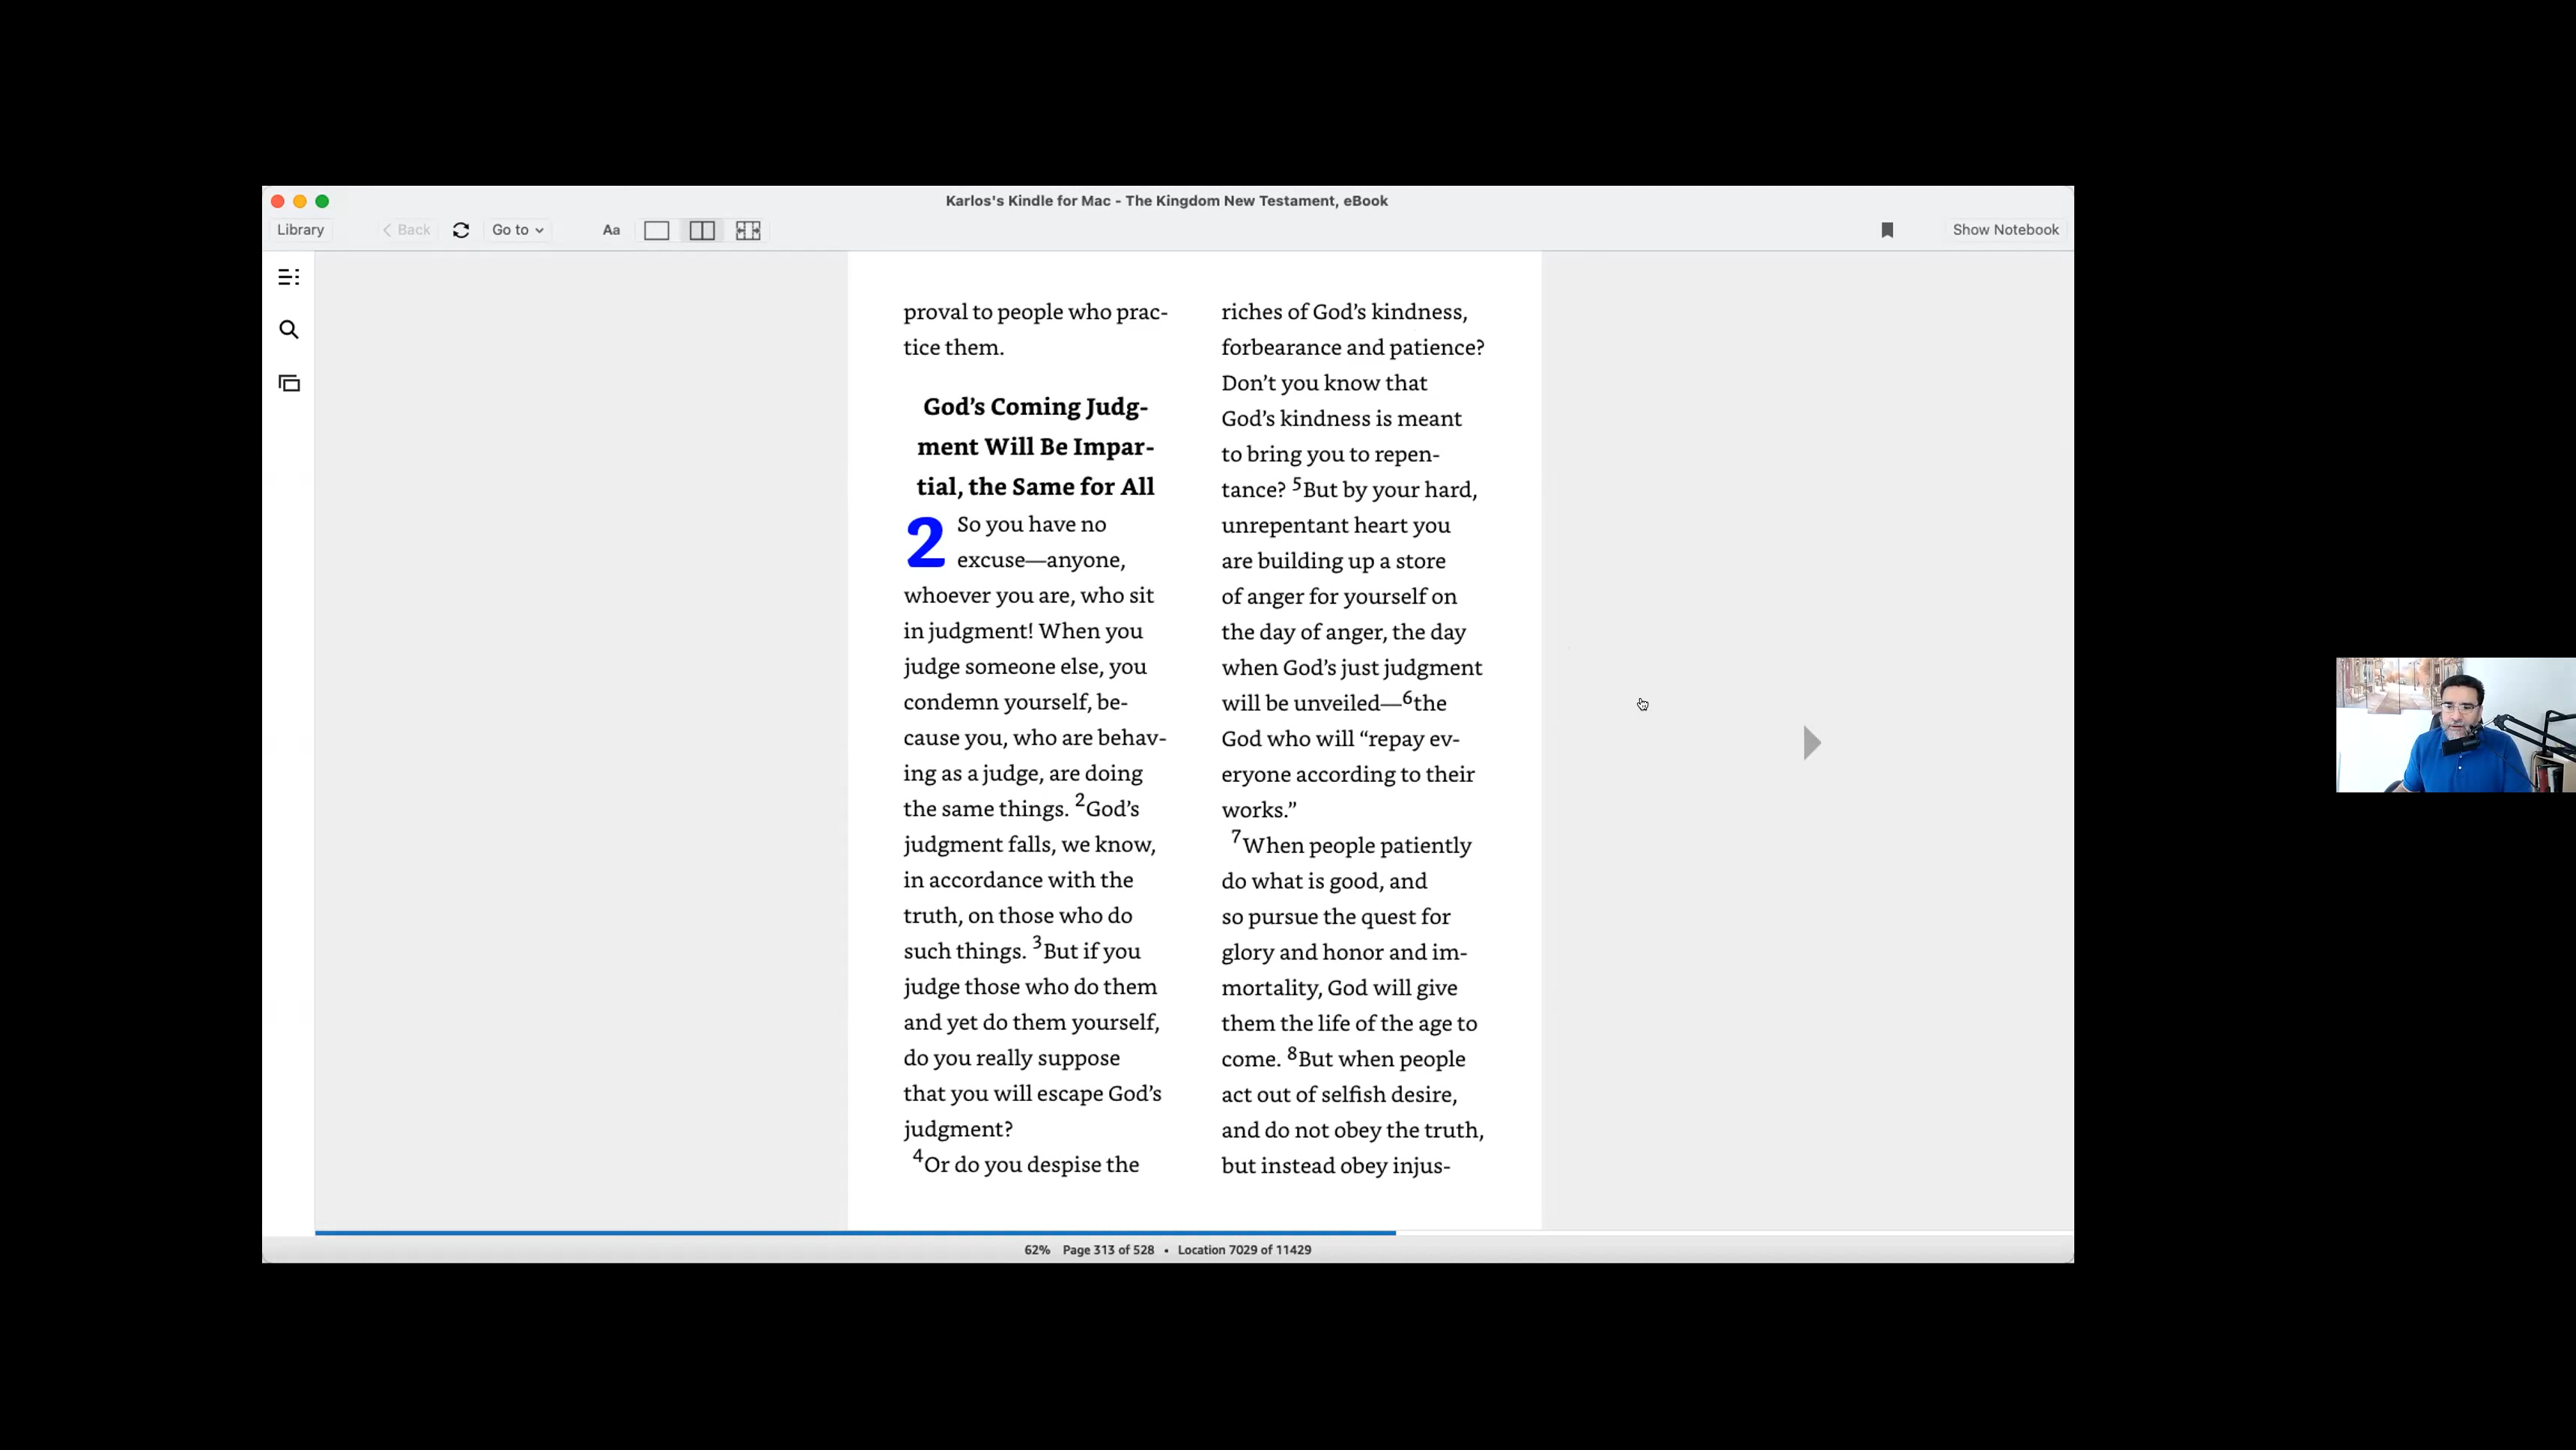 Karlos's Kindle for Mac - The Kingdom New Testament, eBook
Library
Back
Go to
Aa
Show Notebook
proval to people who prac-
tice them.
God’s Coming Judg-
ment Will Be Impar-
tial, the Same for All
2 So you have no
excuse—anyone,
whoever you are, who sit
in judgment! When you
judge someone else, you
condemn yourself, be-
cause you, who are behav-
ing as a judge, are doing
the same things. 2God’s
judgment falls, we know,
in accordance with the
truth, on those who do
such things. 3But if you
judge those who do them
and yet do them yourself,
do you really suppose
that you will escape God’s
judgment?
4Or do you despise the
riches of God’s kindness,
forbearance and patience?
Don’t you know that
God’s kindness is meant
to bring you to repen-
tance? 5But by your hard,
unrepentant heart you
are building up a store
of anger for yourself on
the day of anger, the day
when God’s just judgment
will be unveiled—6the
God who will “repay ev-
eryone according to their
works.”
7When people patiently
do what is good, and
so pursue the quest for
glory and honor and im-
mortality, God will give
them the life of the age to
come. 8But when people
act out of selfish desire,
and do not obey the truth,
but instead obey injus-
62% Page 313 of 528 • Location 7029 of 11429